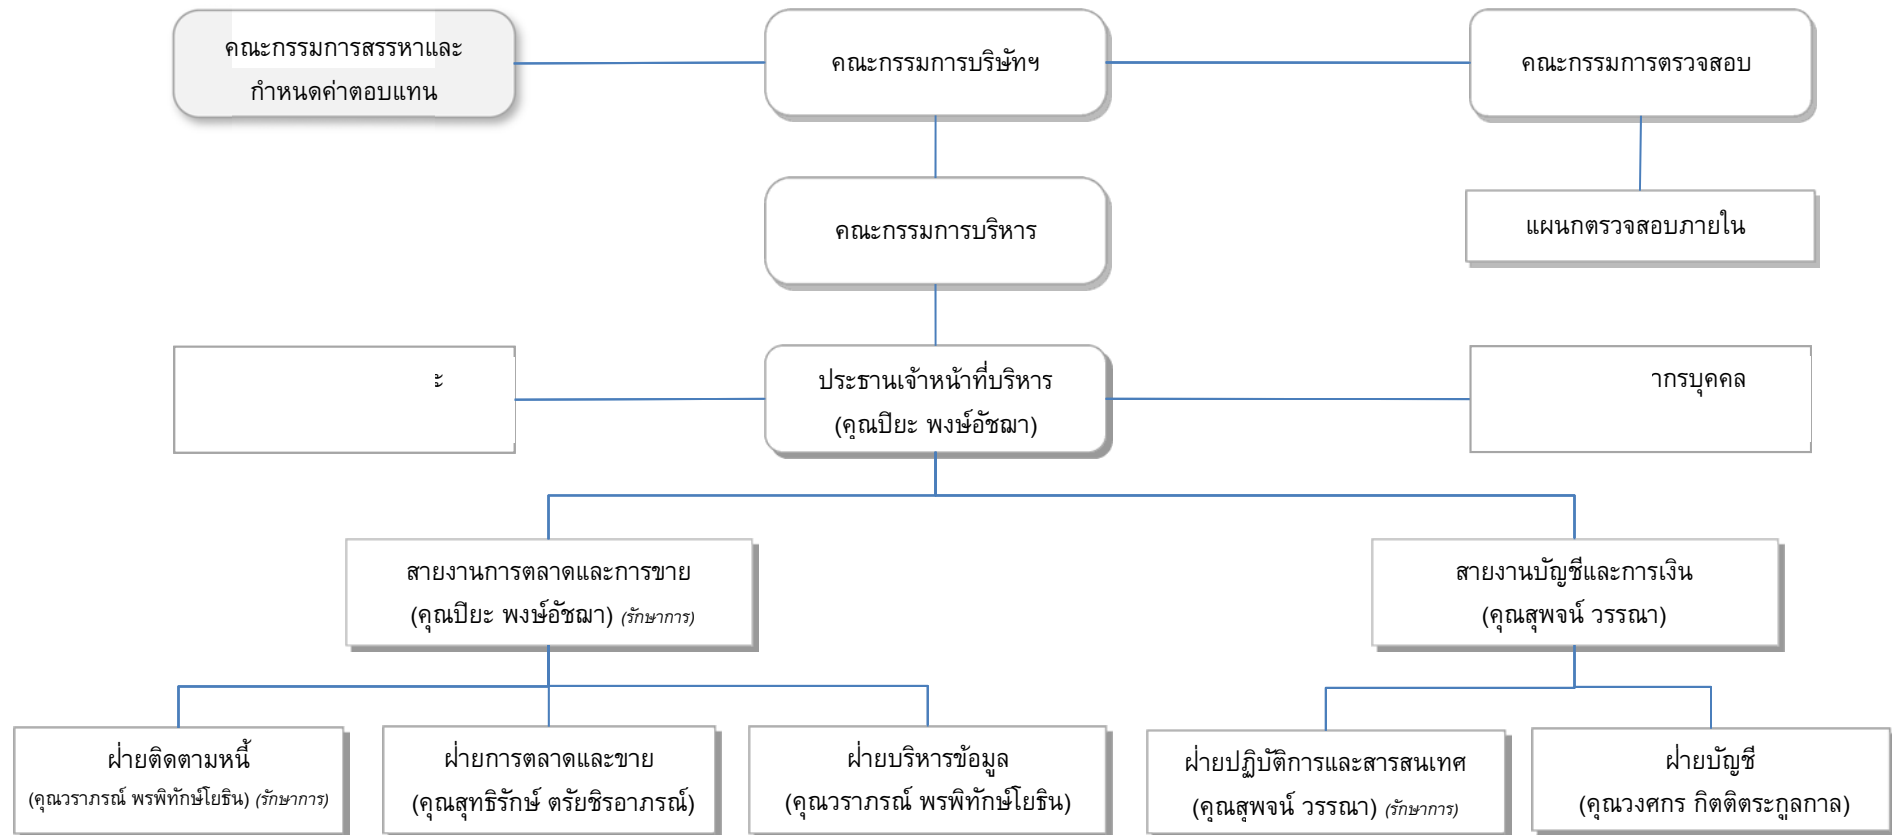 คณะกรรมการสรรหาและ
กำหนดค่าตอบแทน
คณะกรรมการบริษัทฯ
คณะกรรมการตรวจสอบ
แผนกตรวจสอบภายใน
คณะกรรมการบริหาร
ะ
ประธานเจ้าหน้าที่บริหาร
(คุณปิยะ พงษ์อัชฌา)
ากรบุคคล
สายงานการตลาดและการขาย
(คุณปิยะ พงษ์อัชฌา) (รักษาการ)
สายงานบัญชีและการเงิน
(คุณสุพจน์ วรรณา)
ฝ่ายติดตามหนี้
(คุณวราภรณ์ พรพิทักษ์โยธิน) (รักษาการ)
ฝ่ายการตลาดและขาย
(คุณสุทธิรักษ์ ตรัยชิรอาภรณ์)
ฝ่ายบริหารข้อมูล
(คุณวราภรณ์ พรพิทักษ์โยธิน)
ฝ่ายปฏิบัติการและสารสนเทศ
(คุณสุพจน์ วรรณา) (รักษาการ)
ฝ่ายบัญชี
(คุณวงศกร กิตติตระกูลกาล)